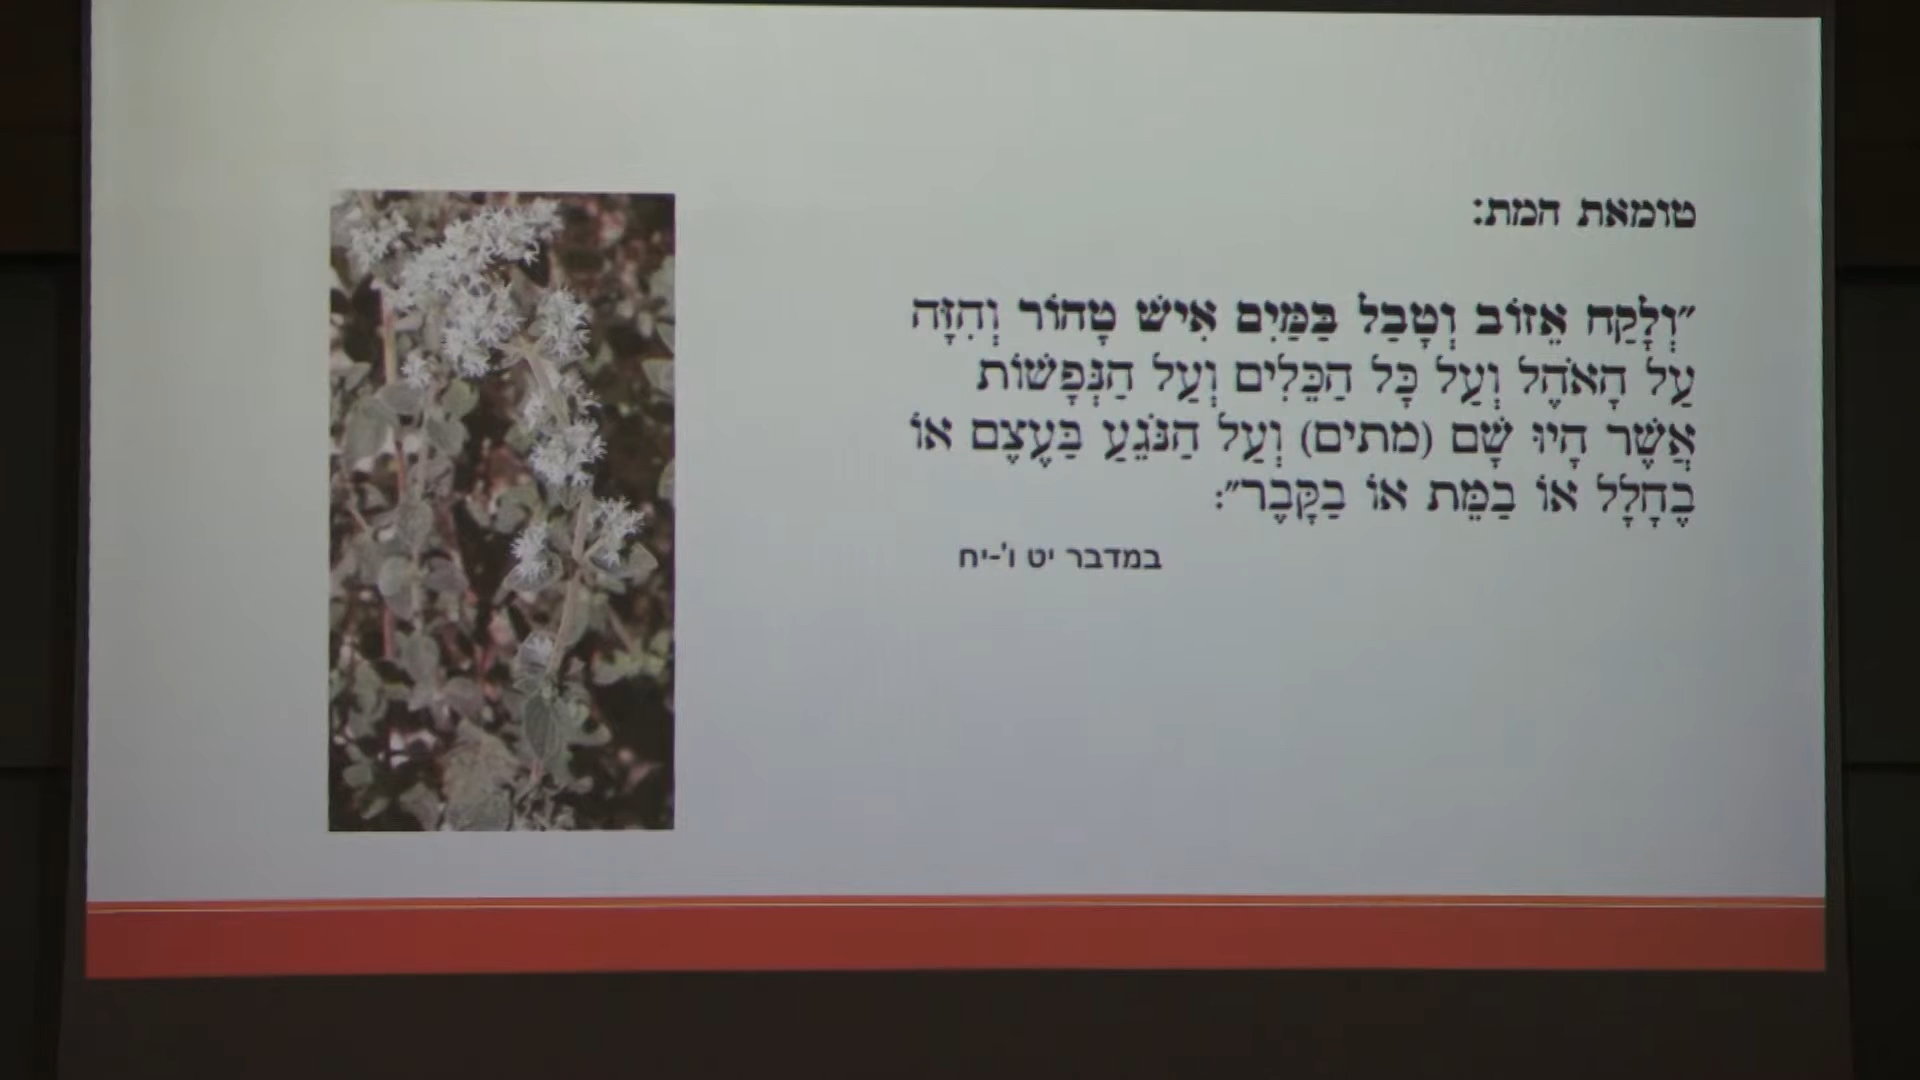 טומאת המת:
״וְלָקַח אֵזוֹב וְטָבַל בַּמַּיִם אִישׁ טָהוֹר וְהִזָּה
עַל הָאֹהֶל וְעַל כָּל הַכֵּלִים וְעַל הַנְּפָשׁוֹת
אֲשֶׁר הָיוּ שָׁם (מתים) וְעַל הַנֹּגֵעַ בַּעֶצֶם אוֹ
בֶחָלָל אוֹ בַמֵּת אוֹ בַקָּבֶר״:
במדבר יט ו'-יח